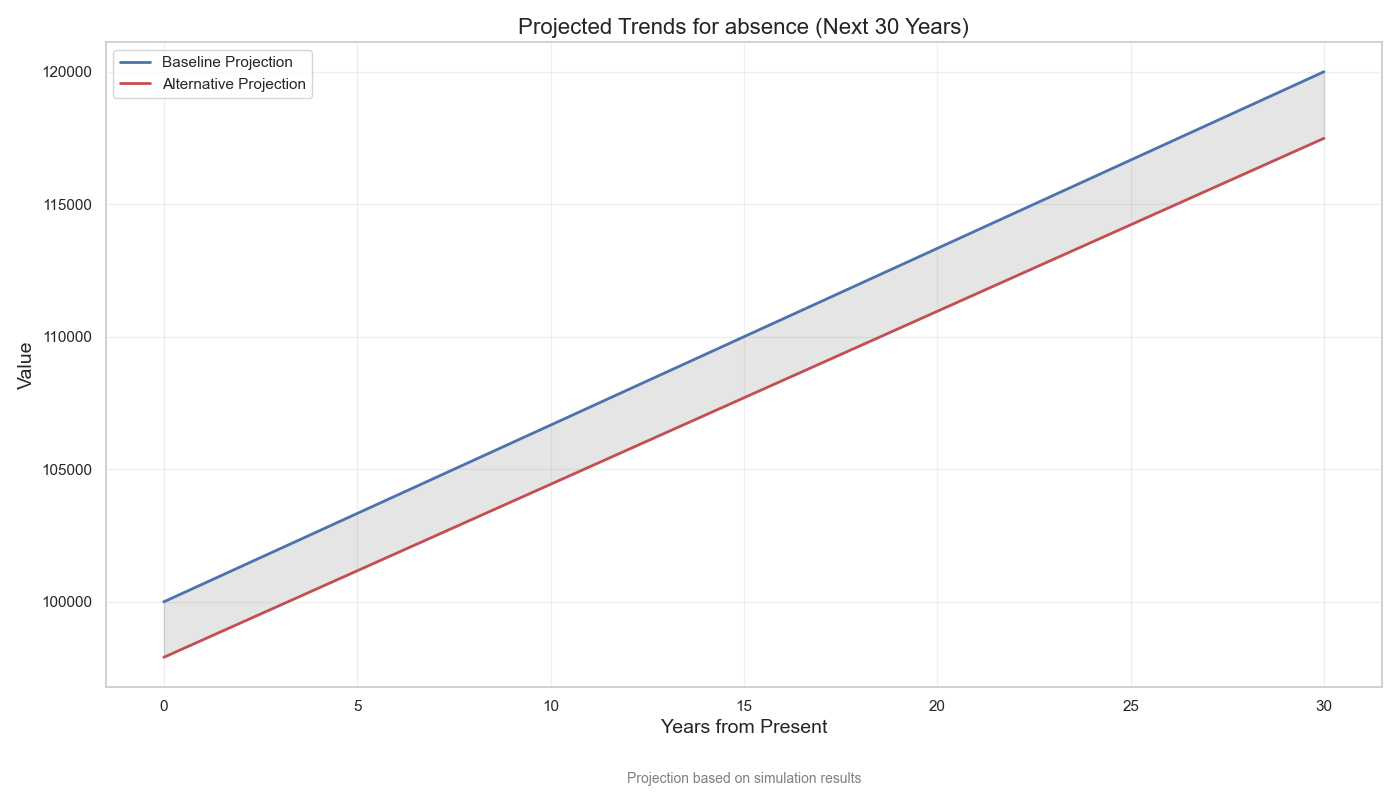 Projected Trends for absence (Next 30 Years)
Baseline Projection
Alternative Projection
120000
115000
110000
105000
100000
Value
0 5 10 15 20 25 30
Years from Present
Projection based on simulation results